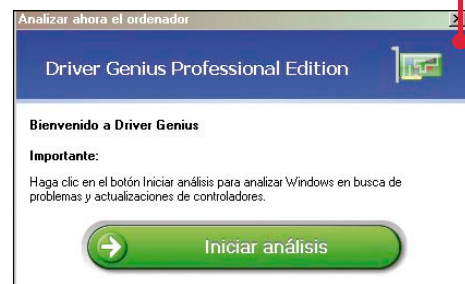 Analizar ahora el ordenador
Driver Genius Professional Edition
Bienvenido a Driver Genius
Importante:
Haga clic en el botón Iniciar análisis para analizar Windows en busca de
problemas y actualizaciones de controladores.
Iniciar análisis